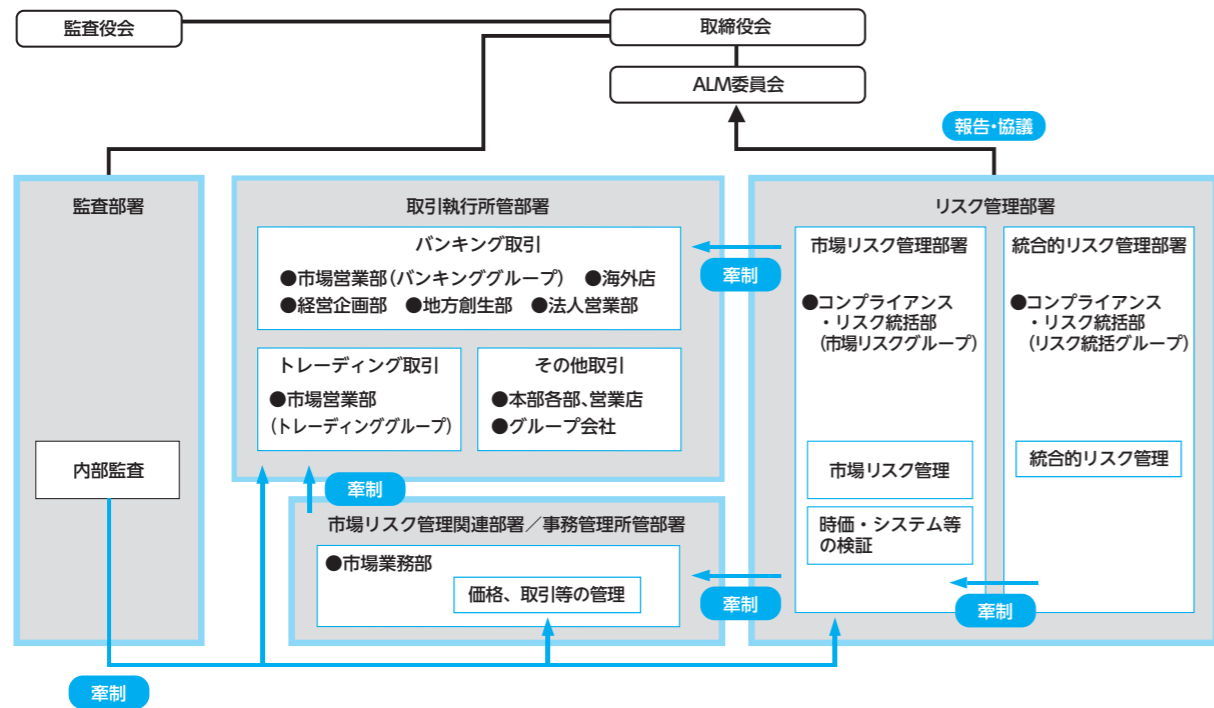 監査役会
取締役会
ALM委員会
報告・協議
監査部署
内部監査
牽制
取引執行所管部署
バンキング取引
●市場営業部(バンキンググループ) ●海外店
●経営企画部 ●地方創生部 ●法人営業部
トレーディング取引
●市場営業部
(トレーディンググループ)
その他取引
●本部各部、営業店
●グループ会社
牽制
市場リスク管理関連部署/事務管理所管部署
●市場業務部
価格、取引等の管理
牽制
牽制
リスク管理部署
市場リスク管理部署
●コンプライアンス
・リスク統括部
(市場リスクグループ)
市場リスク管理
時価・システム等
の検証
統合的リスク管理部署
●コンプライアンス
・リスク統括部
(リスク統括グループ)
統合的リスク管理
牽制